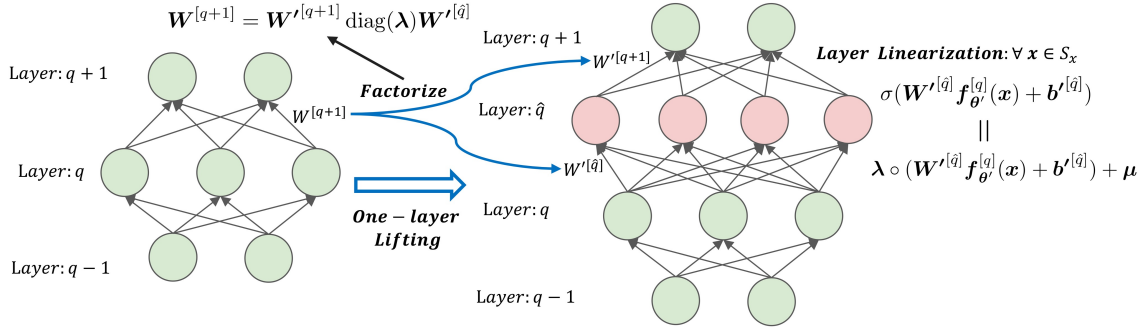 𝑾^{[q+1]} = 𝑾′^{[q+1]} diag(𝝀)𝑾′^{[q̂]}
Layer: q + 1
Factorize
W^{[q+1]}
Layer: q
One − layer
Lifting
Layer: q − 1
Layer: q + 1
W′^{[q+1]}
Layer: q̂
W′^{[q̂]}
Layer: q
Layer: q − 1
Layer Linearization: ∀ 𝒙 ∈ S_x
σ(𝑾′^{[q̂]} 𝒇_{𝜽′}^{[q]}(𝒙) + 𝒃′^{[q̂]})
||
𝝀 ∘ (𝑾′^{[q̂]} 𝒇_{𝜽′}^{[q]}(𝒙) + 𝒃′^{[q̂]}) + 𝝁